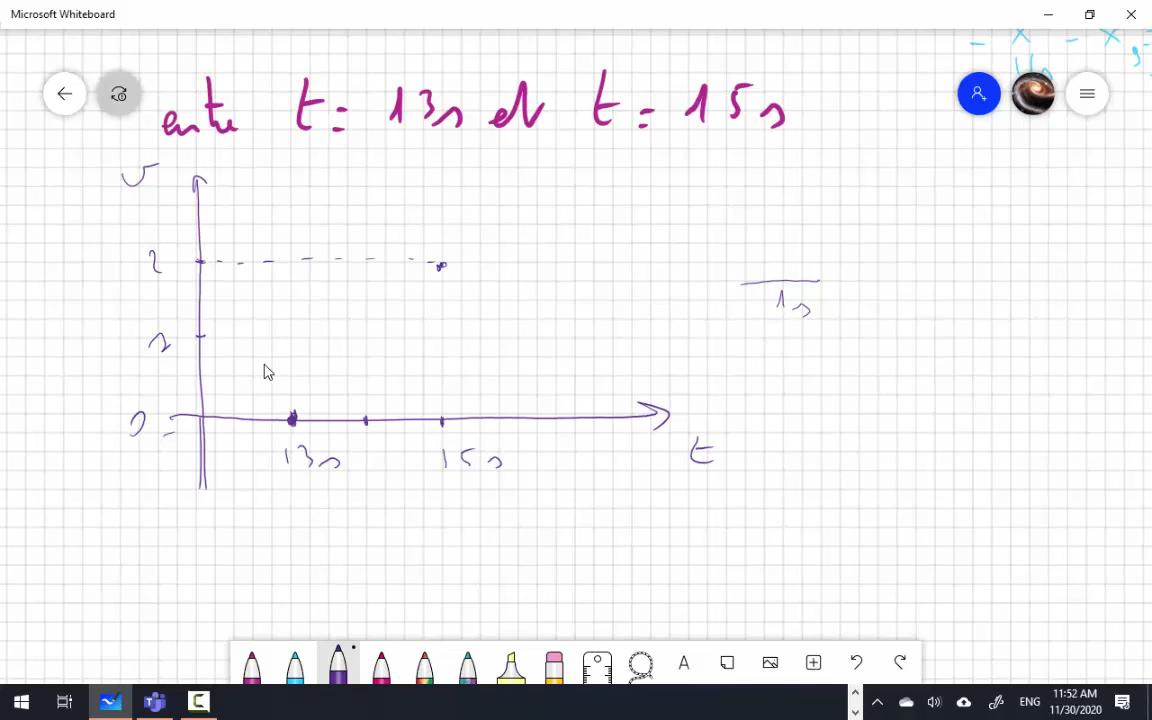 Microsoft Whiteboard
- x - x
entre t = 13s et t = 15s
v
2
1s
1
0
13s 15s t
ENG
11:52 AM
11/30/2020